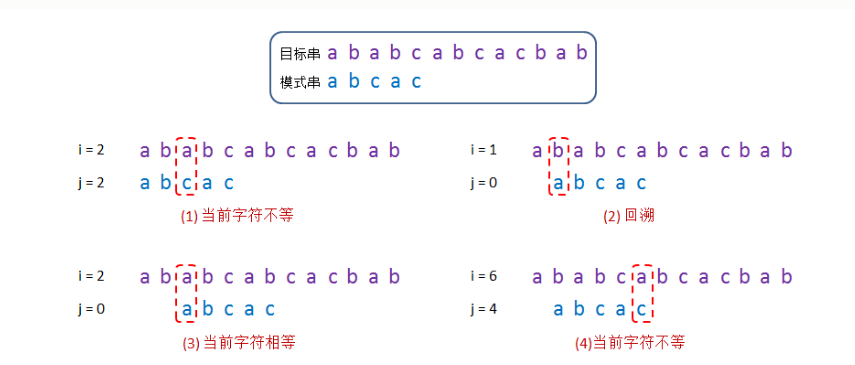 目标串 a b a b c a b c a c b a b
模式串 a b c a c
i = 2 a b a b c a b c a c b a b
j = 2 a b c a c
(1) 当前字符不等
i = 1 a b a b c a b c a c b a b
j = 0 a b c a c
(2) 回溯
i = 2 a b a b c a b c a c b a b
j = 0 a b c a c
(3) 当前字符相等
i = 6 a b a b c a b c a c b a b
j = 4 a b c a c
(4)当前字符不等